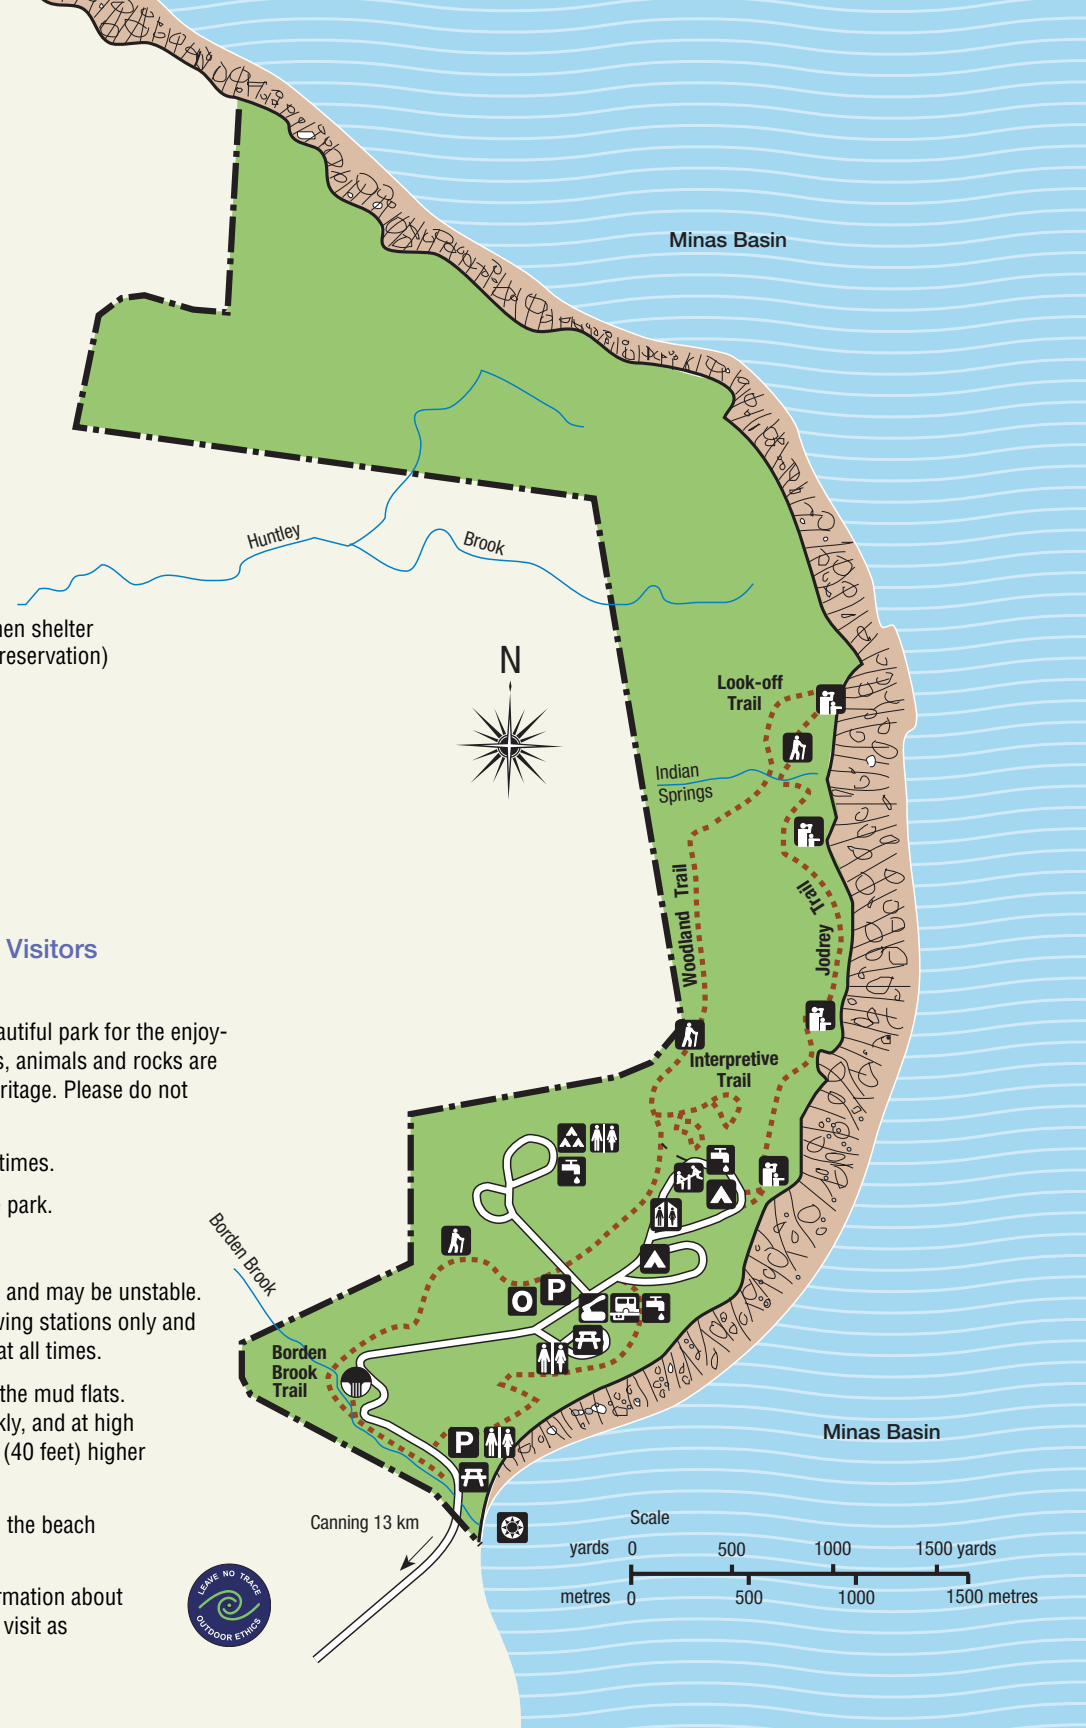 Minas Basin
Huntley
Brook
hen shelter
reservation)
N
Look-off
Trail
Indian
Springs
Woodland Trail
Jodrey Trail
Visitors
autiful park for the enjoy-
s, animals and rocks are
ritage. Please do not
Interpretive
Trail
times.
park.
Borden Brook
and may be unstable.
wing stations only and
at all times.
P
O
Borden
Brook
Trail
the mud flats.
kly, and at high
(40 feet) higher
P
Minas Basin
the beach
Canning 13 km
Scale
yards 0 500 1000 1500 yards
metres 0 500 1000 1500 metres
rmation about
visit as
LEAVE NO TRACE
OUTDOOR ETHICS